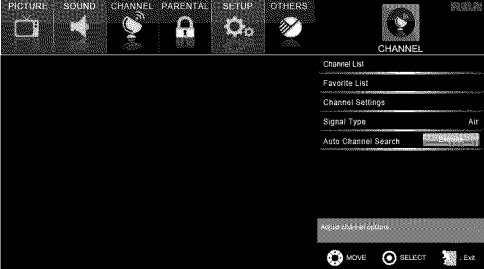 PICTURE SOUND CHANNEL PARENTAL SETUP OTHERS
CHANNEL
Channel List
Favorite List
Channel Settings
Signal Type Air
Auto Channel Search
Adjust channel options.
MOVE SELECT : Exit